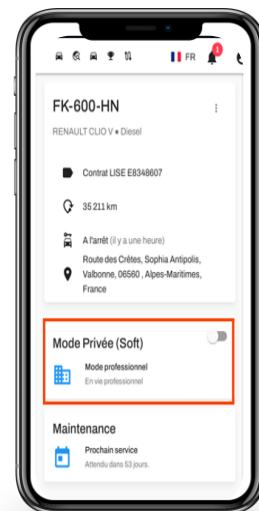 FR
1
FK-600-HN
RENAULT CLIO V • Diesel
Contrat LISE E8348607
35 211 km
A l'arrêt (il y a une heure)
Route des Crêtes, Sophia Antipolis,
Valbonne, 06560 , Alpes-Maritimes,
France
Mode Privée (Soft)
Mode professionnel
En vie professionnel
Maintenance
Prochain service
Attendu dans 53 jours.